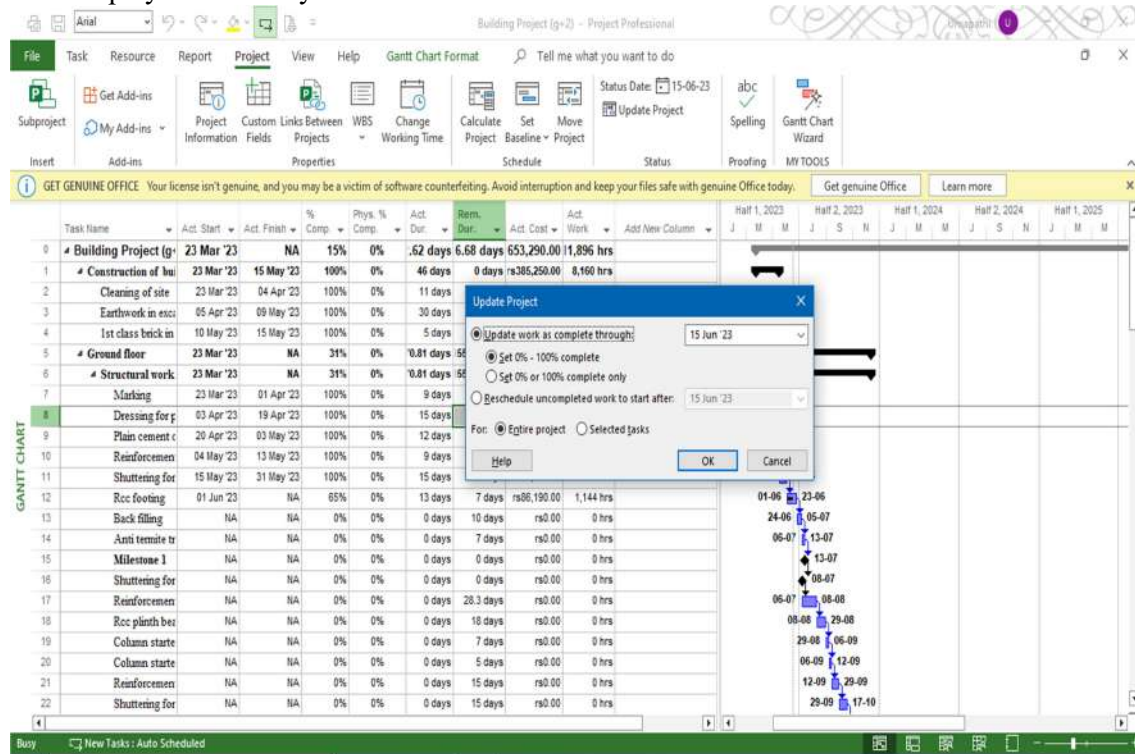 Arial
Building Project (g+2) - Project Professional
Umapathi U
File Task Resource Report Project View Help Gantt Chart Format Tell me what you want to do
Subproject
Get Add-ins
My Add-ins
Project Information
Custom Fields
Links Between Projects
WBS
Change Working Time
Calculate Project
Set Baseline
Move Project
Status Date: 15-06-23
Update Project
abc
Spelling
Gantt Chart Wizard
Insert Add-ins Properties Schedule Status Proofing MY TOOLS
GET GENUINE OFFICE Your license isn't genuine, and you may be a victim of software counterfeiting. Avoid interruption and keep your files safe with genuine Office today. Get genuine Office Learn more
Task Name Act. Start Act. Finish % Comp. Phys. % Comp. Act. Dur. Rem. Dur. Act. Cost Act. Work Add New Column
Half 1, 2023 Half 2, 2023 Half 1, 2024 Half 2, 2024 Half 1, 2025
J M M J S N J M M J S N J M M
0 Building Project (g+ 23 Mar '23 NA 15% 0% .62 days 6.68 days 653,290.00 11,896 hrs
1 Construction of bui 23 Mar '23 15 May '23 100% 0% 46 days 0 days rs385,250.00 8,160 hrs
2 Cleaning of site 23 Mar '23 04 Apr '23 100% 0% 11 days
3 Earthwork in exca 05 Apr '23 09 May '23 100% 0% 30 days
4 1st class brick in 10 May '23 15 May '23 100% 0% 5 days
5 Ground floor 23 Mar '23 NA 31% 0% '0.81 days
6 Structural work 23 Mar '23 NA 31% 0% '0.81 days
7 Marking 23 Mar '23 01 Apr '23 100% 0% 9 days
8 Dressing for p 03 Apr '23 19 Apr '23 100% 0% 15 days
9 Plain cement c 20 Apr '23 03 May '23 100% 0% 12 days
10 Reinforcemen 04 May '23 13 May '23 100% 0% 9 days
11 Shuttering for 15 May '23 31 May '23 100% 0% 15 days
12 Rcc footing 01 Jun '23 NA 65% 0% 13 days 7 days rs86,190.00 1,144 hrs 01-06 23-06
13 Back filling NA NA 0% 0% 0 days 10 days rs0.00 0 hrs 24-06 05-07
14 Anti termite tr NA NA 0% 0% 0 days 7 days rs0.00 0 hrs 06-07 13-07
15 Milestone 1 NA NA 0% 0% 0 days 0 days rs0.00 0 hrs 13-07
16 Shuttering for NA NA 0% 0% 0 days 0 days rs0.00 0 hrs 08-07
17 Reinforcemen NA NA 0% 0% 0 days 28.3 days rs0.00 0 hrs 06-07 08-08
18 Rcc plinth bea NA NA 0% 0% 0 days 18 days rs0.00 0 hrs 08-08 29-08
19 Column starte NA NA 0% 0% 0 days 7 days rs0.00 0 hrs 29-08 06-09
20 Column starte NA NA 0% 0% 0 days 5 days rs0.00 0 hrs 06-09 12-09
21 Reinforcemen NA NA 0% 0% 0 days 15 days rs0.00 0 hrs 12-09 29-09
22 Shuttering for NA NA 0% 0% 0 days 15 days rs0.00 0 hrs 29-09 17-10
Update Project
Update work as complete through: 15 Jun '23
Set 0% - 100% complete
Set 0% or 100% complete only
Reschedule uncompleted work to start after: 15 Jun '23
For: Entire project Selected tasks
Help OK Cancel
GANTT CHART
Busy New Tasks : Auto Scheduled